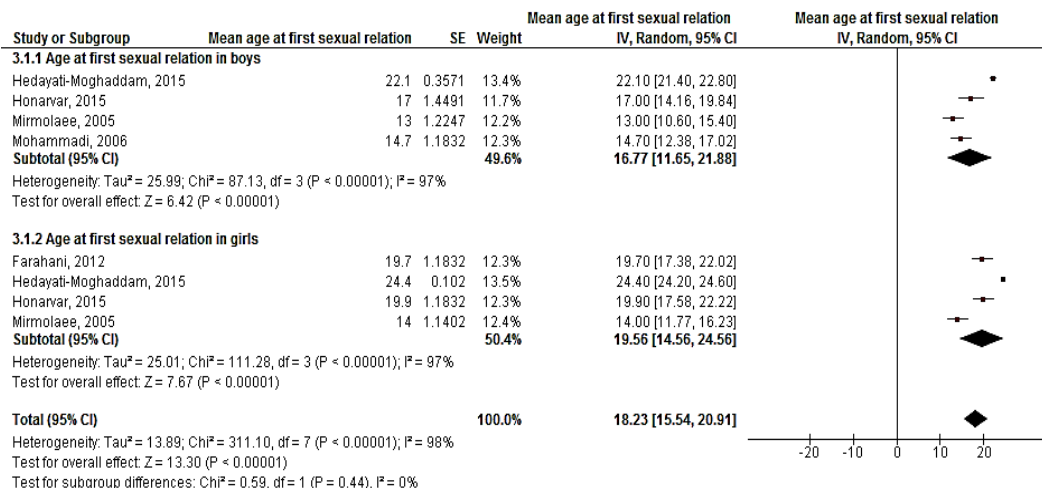 Mean age at first sexual relation Mean age at first sexual relation
Study or Subgroup Mean age at first sexual relation SE Weight IV, Random, 95% CI IV, Random, 95% CI
3.1.1 Age at first sexual relation in boys
Hedayati-Moghaddam, 2015 22.1 0.3571 13.4% 22.10 [21.40, 22.80]
Honarvar, 2015 17 1.4491 11.7% 17.00 [14.16, 19.84]
Mirmolaee, 2005 13 1.2247 12.2% 13.00 [10.60, 15.40]
Mohammadi, 2006 14.7 1.1832 12.3% 14.70 [12.38, 17.02]
Subtotal (95% CI) 49.6% 16.77 [11.65, 21.88]
Heterogeneity: Tau² = 25.99; Chi² = 87.13, df = 3 (P < 0.00001); I² = 97%
Test for overall effect: Z = 6.42 (P < 0.00001)
3.1.2 Age at first sexual relation in girls
Farahani, 2012 19.7 1.1832 12.3% 19.70 [17.38, 22.02]
Hedayati-Moghaddam, 2015 24.4 0.102 13.5% 24.40 [24.20, 24.60]
Honarvar, 2015 19.9 1.1832 12.3% 19.90 [17.58, 22.22]
Mirmolaee, 2005 14 1.1402 12.4% 14.00 [11.77, 16.23]
Subtotal (95% CI) 50.4% 19.56 [14.56, 24.56]
Heterogeneity: Tau² = 25.01; Chi² = 111.28, df = 3 (P < 0.00001); I² = 97%
Test for overall effect: Z = 7.67 (P < 0.00001)
Total (95% CI) 100.0% 18.23 [15.54, 20.91]
Heterogeneity: Tau² = 13.89; Chi² = 311.10, df = 7 (P < 0.00001); I² = 98%
Test for overall effect: Z = 13.30 (P < 0.00001)
Test for subgroup differences: Chi² = 0.59, df = 1 (P = 0.44), I² = 0%
-20 -10 0 10 20